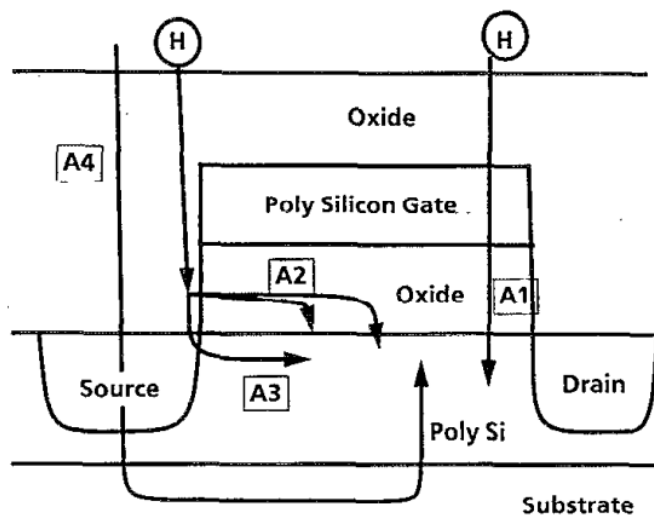 H
H
Oxide
A4
Poly Silicon Gate
A2
Oxide
A1
Source
A3
Drain
Poly Si
Substrate